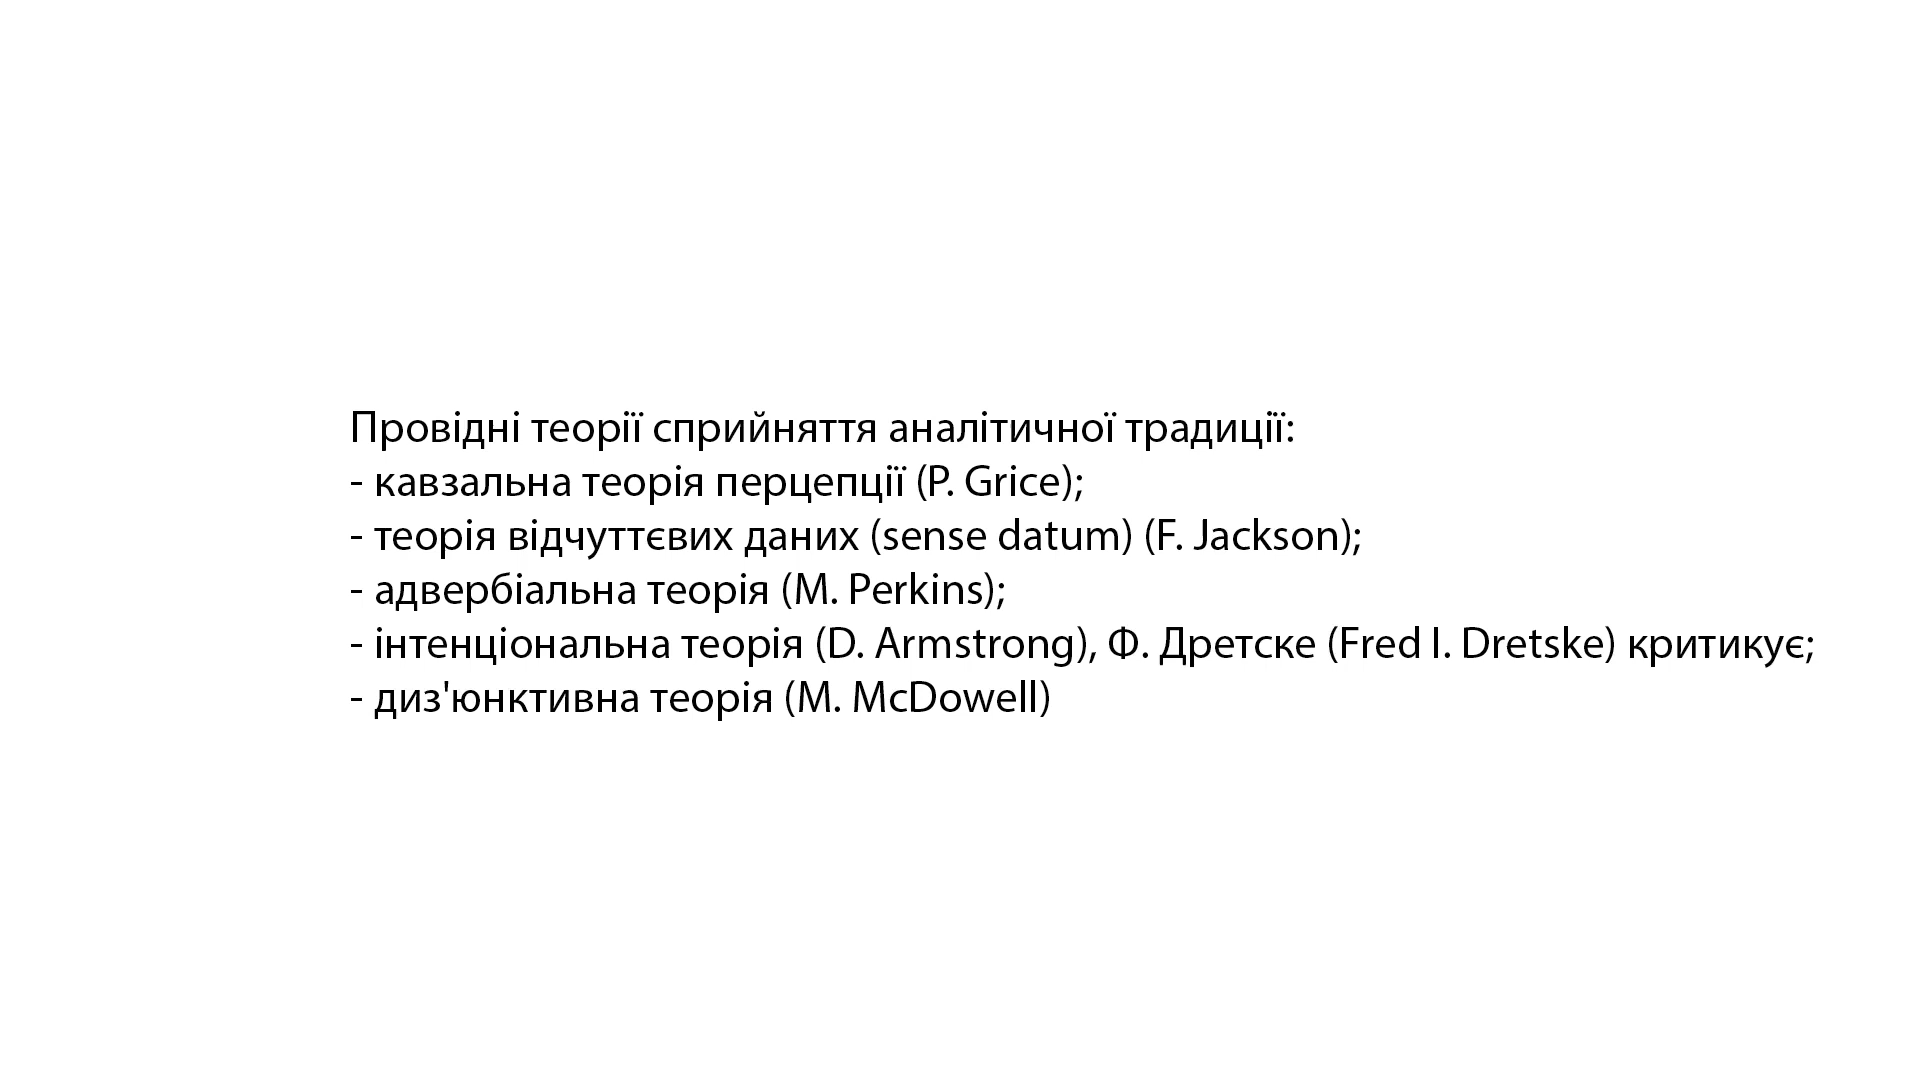 Провідні теорії сприйняття аналітичної традиції:
- кавзальна теорія перцепції (P. Grice);
- теорія відчуттєвих даних (sense datum) (F. Jackson);
- адвербіальна теорія (M. Perkins);
- інтенціональна теорія (D. Armstrong), Ф. Дретске (Fred I. Dretske) критикує;
- диз'юнктивна теорія (M. McDowell)